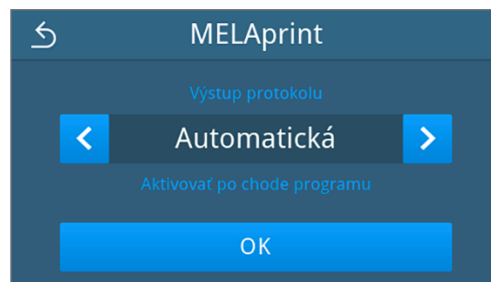 MELAprint
Výstup protokolu
Automatická
Aktivovať po chode programu
OK